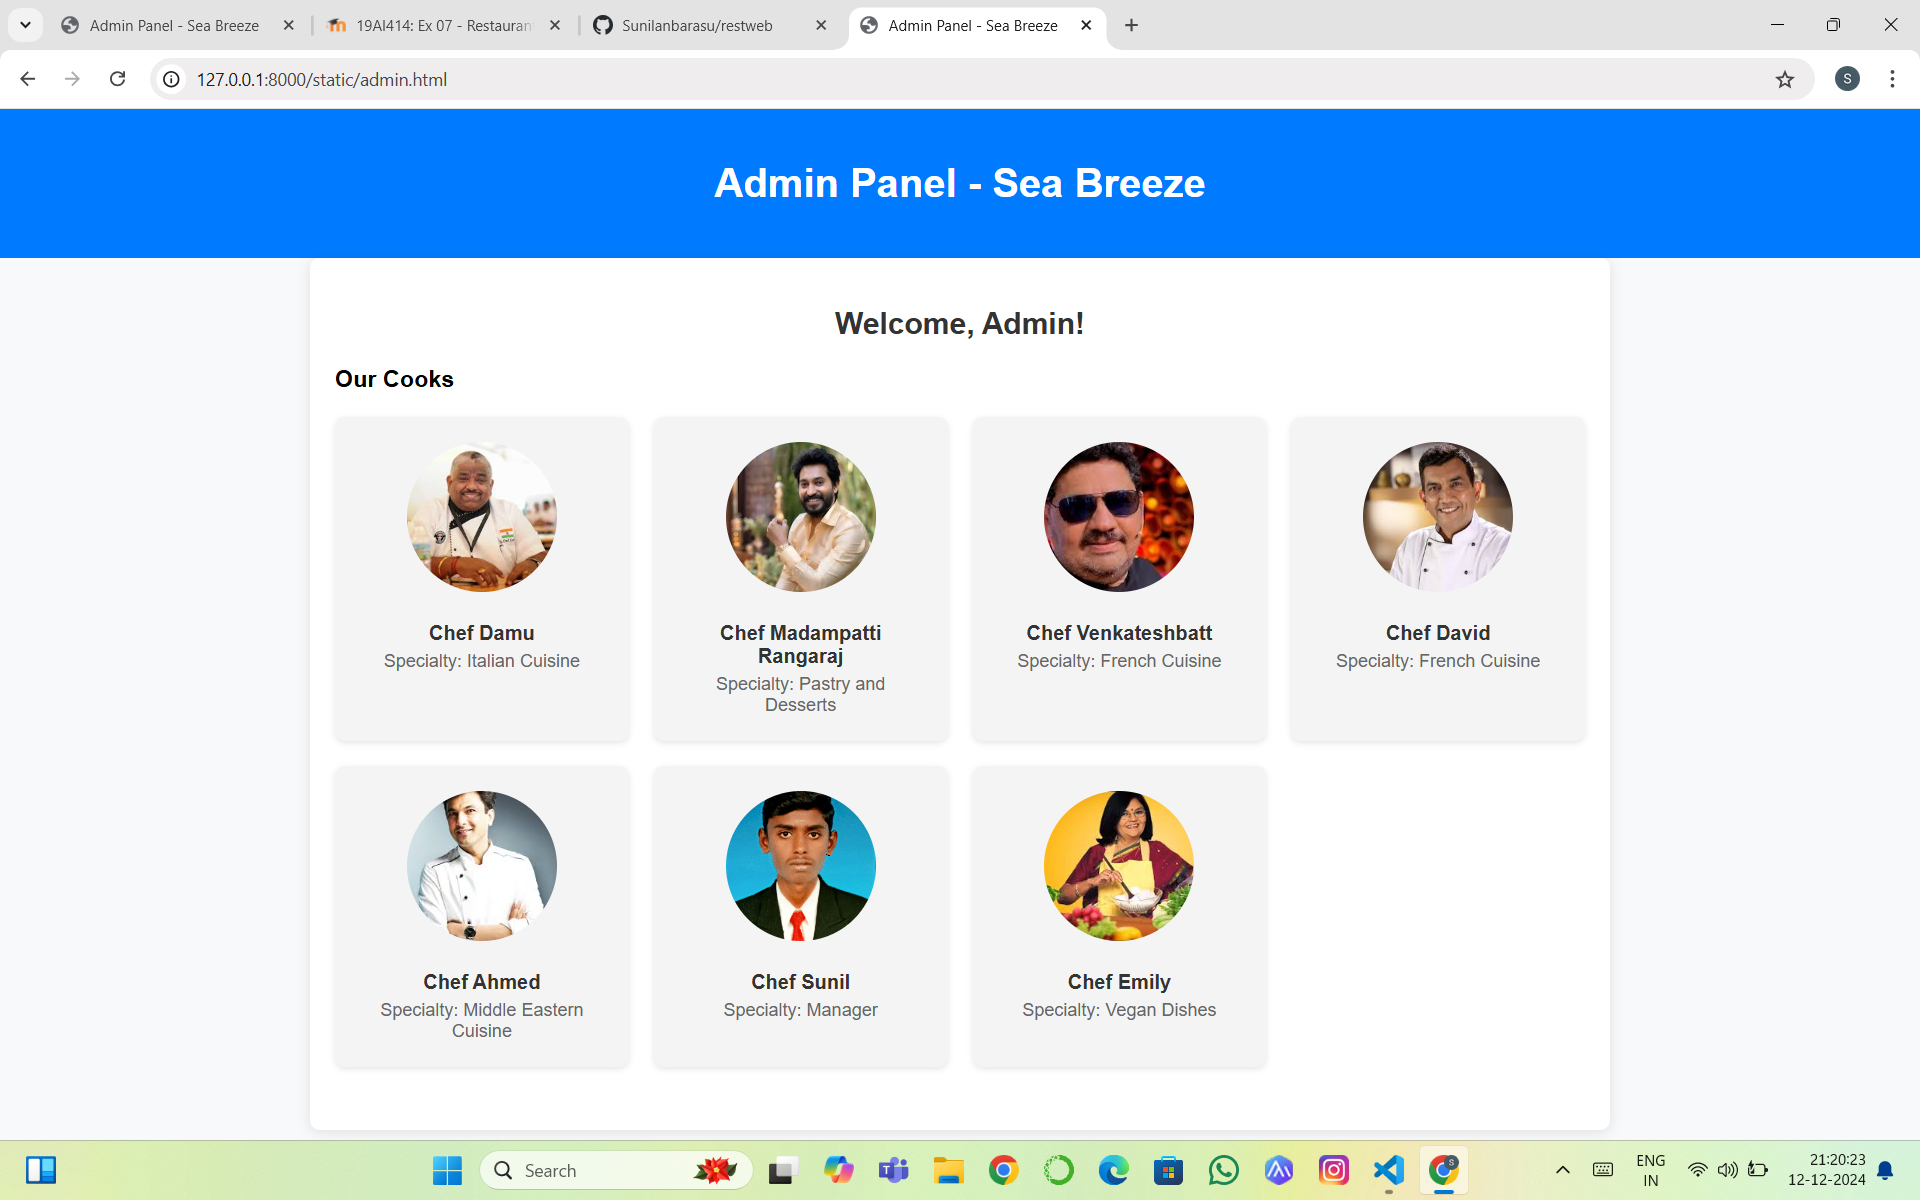 Admin Panel - Sea Breeze
19AI414: Ex 07 - Restauran
Sunilanbarasu/restweb
Admin Panel - Sea Breeze
127.0.0.1:8000/static/admin.html
S
Admin Panel - Sea Breeze
Welcome, Admin!
Our Cooks
Chef Damu
Specialty: Italian Cuisine
Chef Madampatti
Rangaraj
Specialty: Pastry and
Desserts
Chef Venkateshbatt
Specialty: French Cuisine
Chef David
Specialty: French Cuisine
Chef Ahmed
Specialty: Middle Eastern
Cuisine
Chef Sunil
Specialty: Manager
Chef Emily
Specialty: Vegan Dishes
Search
S
ENG
IN
21:20:23
12-12-2024